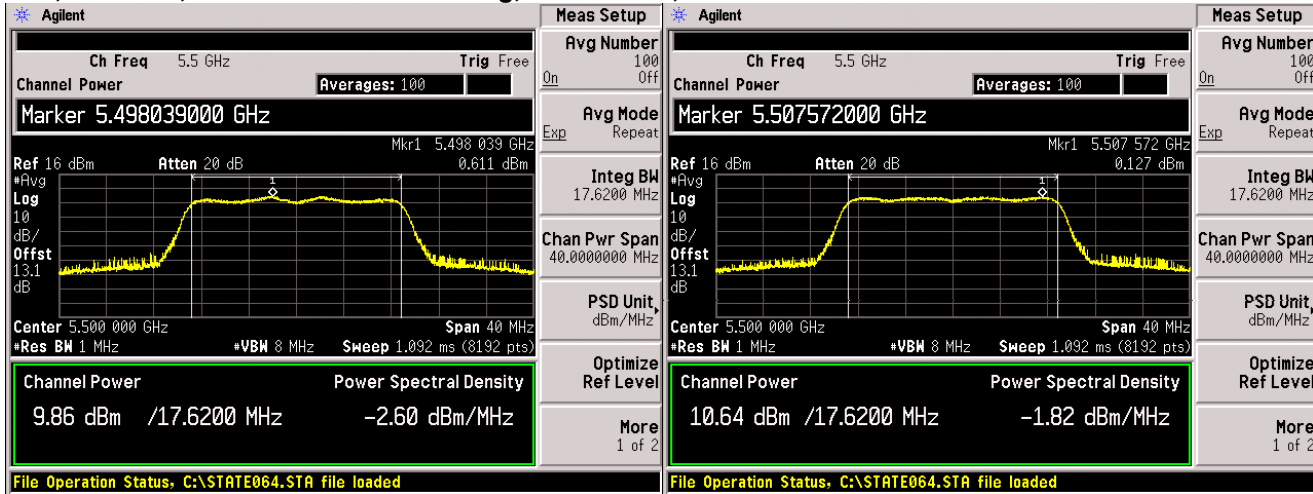 Agilent
Ch Freq 5.5 GHz Trig Free
Channel Power Averages: 100
Marker 5.498039000 GHz
Mkr1 5.498 039 GHz
Ref 16 dBm Atten 20 dB 0.611 dBm
#Avg
Log
10
dB/
Offst
13.1
dB
1
Center 5.500 000 GHz Span 40 MHz
#Res BW 1 MHz #VBW 8 MHz Sweep 1.092 ms (8192 pts)
Channel Power Power Spectral Density
9.86 dBm /17.6200 MHz -2.60 dBm/MHz
File Operation Status, C:\STATE064.STA file loaded
Meas Setup
Avg Number
100
On Off
Avg Mode
Exp Repeat
Integ BW
17.6200 MHz
Chan Pwr Span
40.0000000 MHz
PSD Unit
dBm/MHz
Optimize
Ref Level
More
1 of 2
Agilent
Ch Freq 5.5 GHz Trig Free
Channel Power Averages: 100
Marker 5.507572000 GHz
Mkr1 5.507 572 GHz
Ref 16 dBm Atten 20 dB 0.127 dBm
#Avg
Log
10
dB/
Offst
13.1
dB
1
Center 5.500 000 GHz Span 40 MHz
#Res BW 1 MHz #VBW 8 MHz Sweep 1.092 ms (8192 pts)
Channel Power Power Spectral Density
10.64 dBm /17.6200 MHz -1.82 dBm/MHz
File Operation Status, C:\STATE064.STA file loaded
Meas Setup
Avg Number
100
On Off
Avg Mode
Exp Repeat
Integ BW
17.6200 MHz
Chan Pwr Span
40.0000000 MHz
PSD Unit
dBm/MHz
Optimize
Ref Level
More
1 of 2